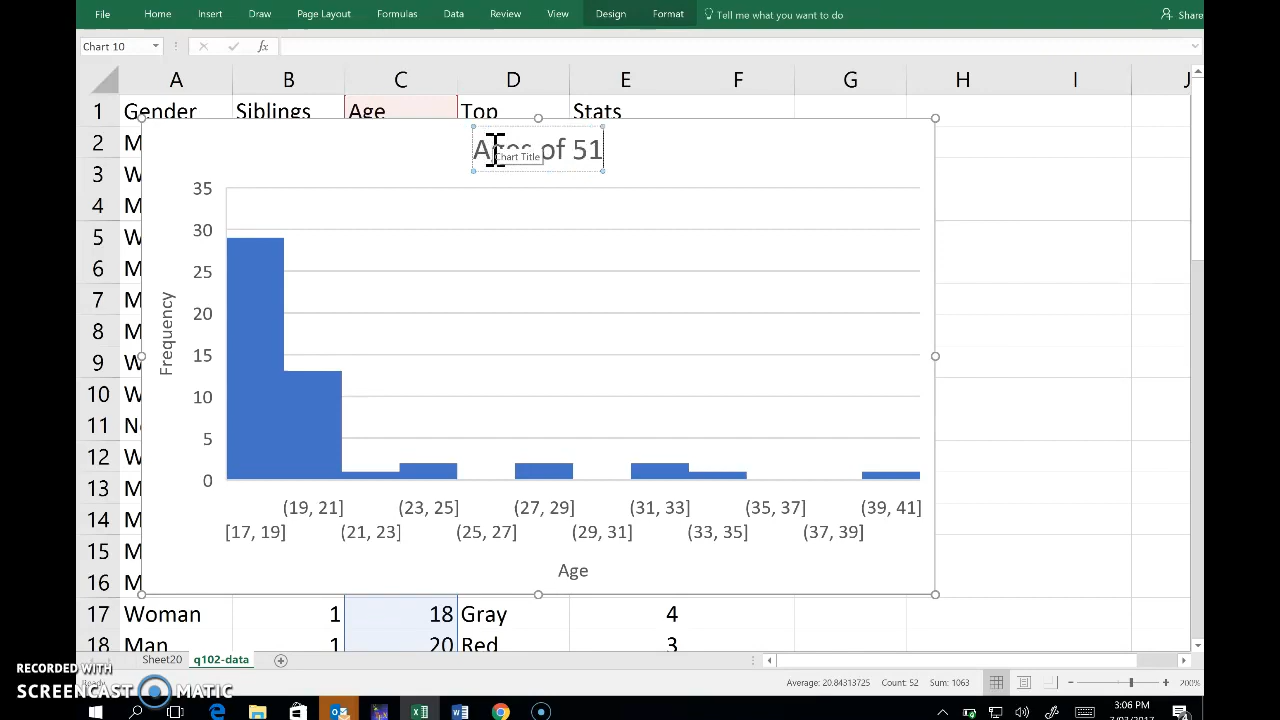 File Home Insert Draw Page Layout Formulas Data Review View Design Format Tell me what you want to do Share
Chart 10 fx
A B C D E F G H I J
1 Gender Siblings Age Top Stats
2 M
3 W
4 M
5 W
6 M
7 M
8 M
9 W
10 W
11 N
12 W
13 M
14 M
15 M
16 M
17 Woman 1 18 Gray 4
18 Man 1 20 Red 3
Ages of 51
Chart Title
35
30
25
20
15
10
5
0
Frequency
(19, 21] (23, 25] (27, 29] (31, 33] (35, 37] (39, 41]
[17, 19] (21, 23] (25, 27] (29, 31] (33, 35] (37, 39]
Age
Sheet20 q102-data
Average: 20.84313725 Count: 52 Sum: 1063 200%
RECORDED WITH
SCREENCAST MATIC
3:06 PM